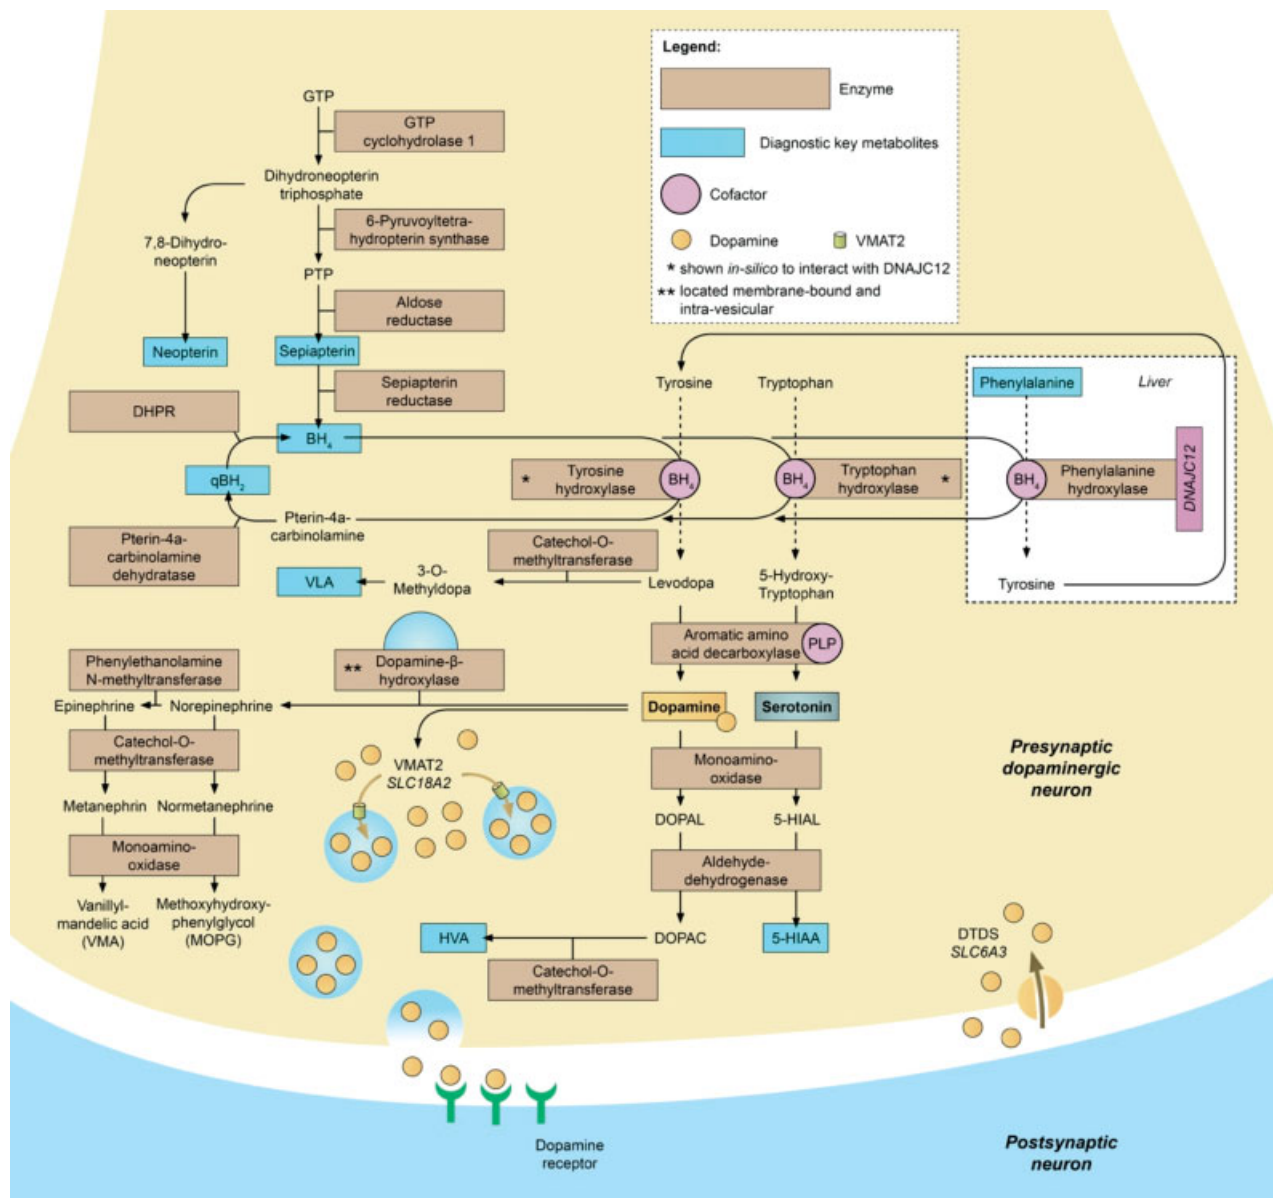 Legend:
Enzyme
Diagnostic key metabolites
Cofactor
Dopamine
VMAT2
* shown in-silico to interact with DNAJC12
** located membrane-bound and
intra-vesicular
GTP
GTP
cyclohydrolase 1
Dihydroneopterin
triphosphate
6-Pyruvoyltetra-
hydropterin synthase
7,8-Dihydro-
neopterin
PTP
Aldose
reductase
Neopterin
Sepiapterin
Sepiapterin
reductase
DHPR
BH4
qBH2
Pterin-4a-
carbinolamine
Pterin-4a-
carbinolamine
dehydratase
Tyrosine
Tryptophan
Phenylalanine
Liver
* Tyrosine
hydroxylase
BH4
BH4
Tryptophan
hydroxylase *
BH4
Phenylalanine
hydroxylase
DNAJC12
Tyrosine
Catechol-O-
methyltransferase
VLA
3-O-
Methyldopa
Levodopa
5-Hydroxy-
Tryptophan
Aromatic amino
acid decarboxylase
PLP
Phenylethanolamine
N-methyltransferase
** Dopamine-β-
hydroxylase
Epinephrine
Norepinephrine
Dopamine
Serotonin
Catechol-O-
methyltransferase
VMAT2
SLC18A2
Monoamino-
oxidase
Presynaptic
dopaminergic
neuron
Metanephrin
Normetanephrine
DOPAL
5-HIAL
Monoamino-
oxidase
Aldehyde-
dehydrogenase
Vanillyl-
mandelic acid
(VMA)
Methoxyhydroxy-
phenylglycol
(MOPG)
HVA
DOPAC
5-HIAA
Catechol-O-
methyltransferase
DTDS
SLC6A3
Dopamine
receptor
Postsynaptic
neuron